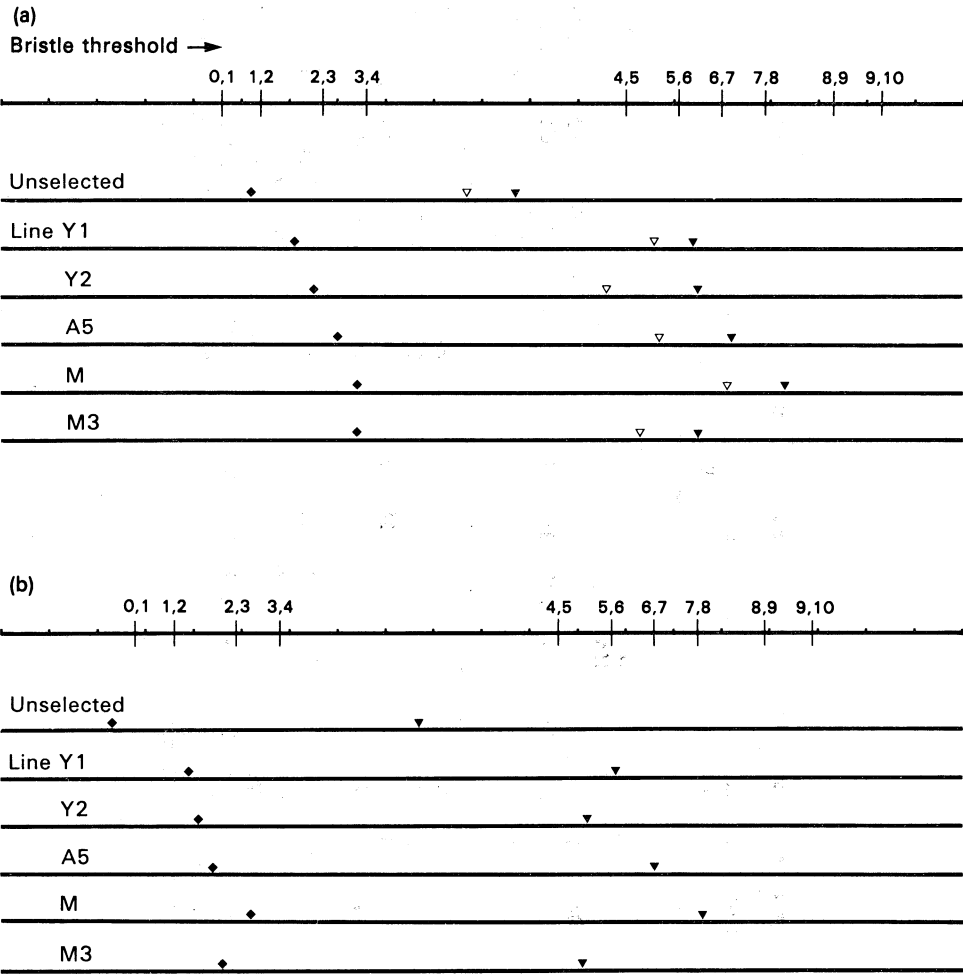 (a)
Bristle threshold →
0,1 1,2 2,3 3,4 4,5 5,6 6,7 7,8 8,9 9,10
Unselected
Line Y1
Y2
A5
M
M3
(b)
0,1 1,2 2,3 3,4 4,5 5,6 6,7 7,8 8,9 9,10
Unselected
Line Y1
Y2
A5
M
M3